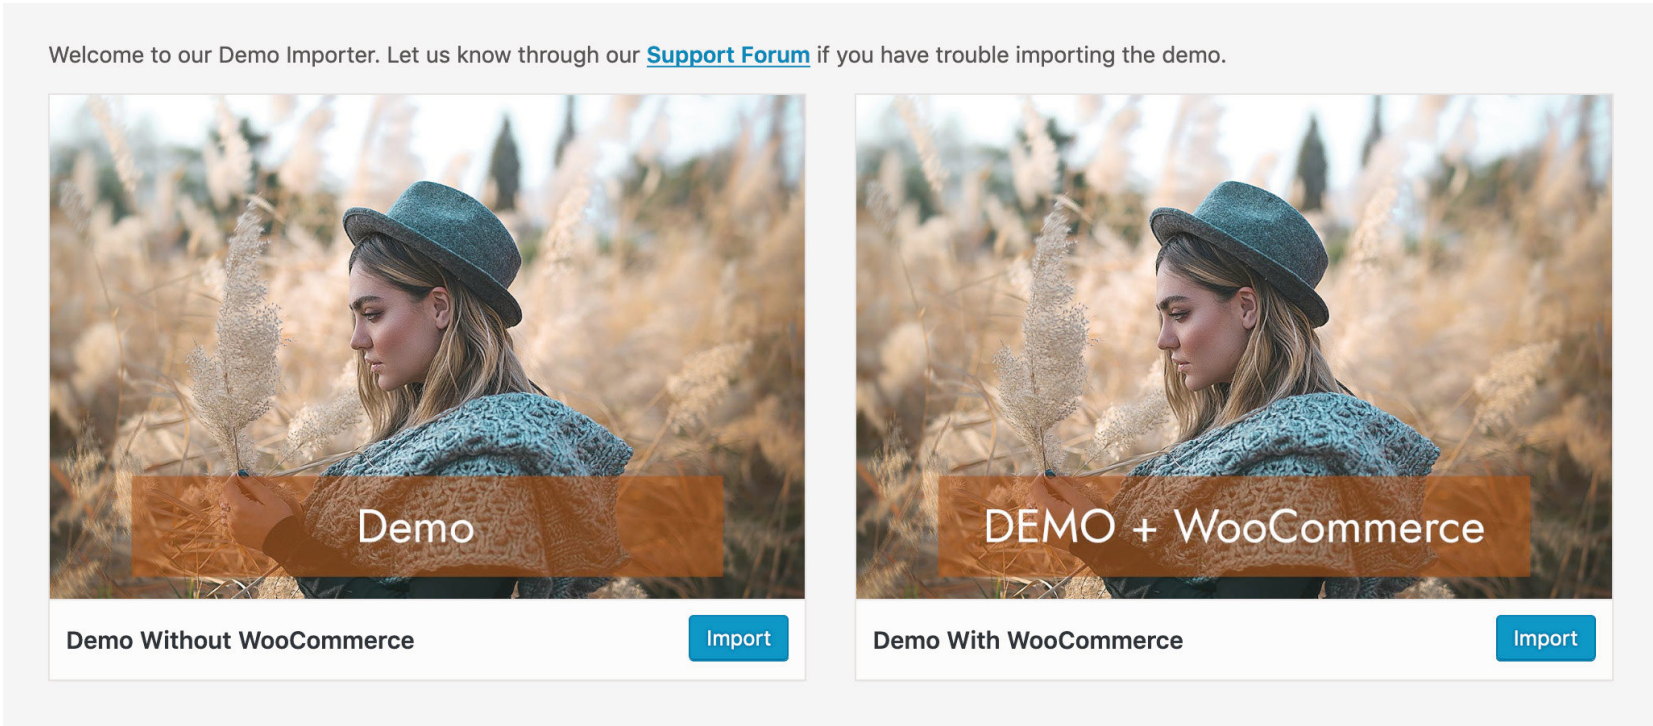 Welcome to our Demo Importer. Let us know through our Support Forum if you have trouble importing the demo.
Demo
Demo Without WooCommerce
Import
DEMO + WooCommerce
Demo With WooCommerce
Import